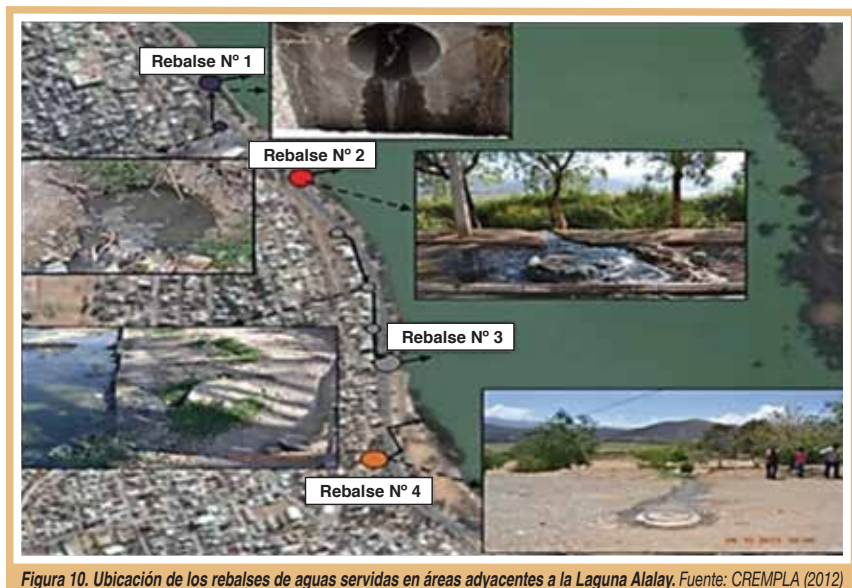 Rebalse Nº 1
Rebalse Nº 2
Rebalse Nº 3
Rebalse Nº 4
Figura 10. Ubicación de los rebalses de aguas servidas en áreas adyacentes a la Laguna Alalay. Fuente: CREMPLA (2012)